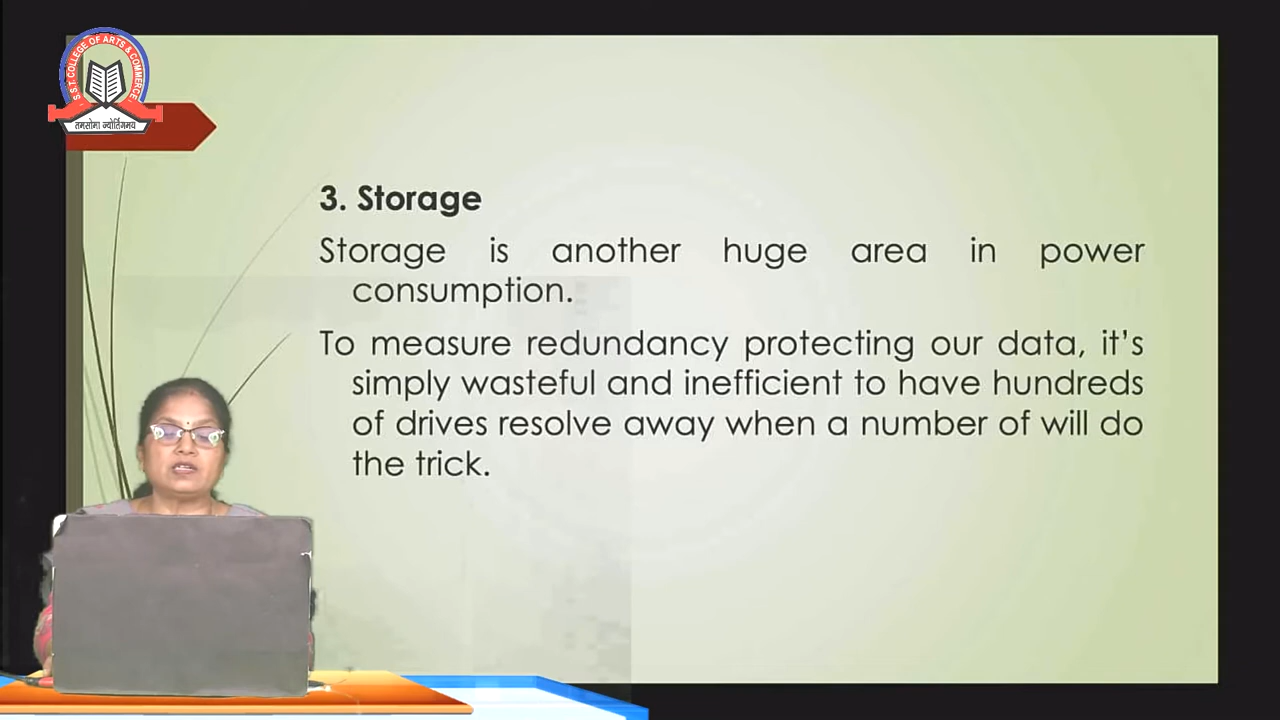 S.S.T. COLLEGE OF ARTS & COMMERCE
तमसोमा ज्योर्तिगमय
3. Storage
Storage is another huge area in power
consumption.
To measure redundancy protecting our data, it's
simply wasteful and inefficient to have hundreds
of drives resolve away when a number of will do
the trick.